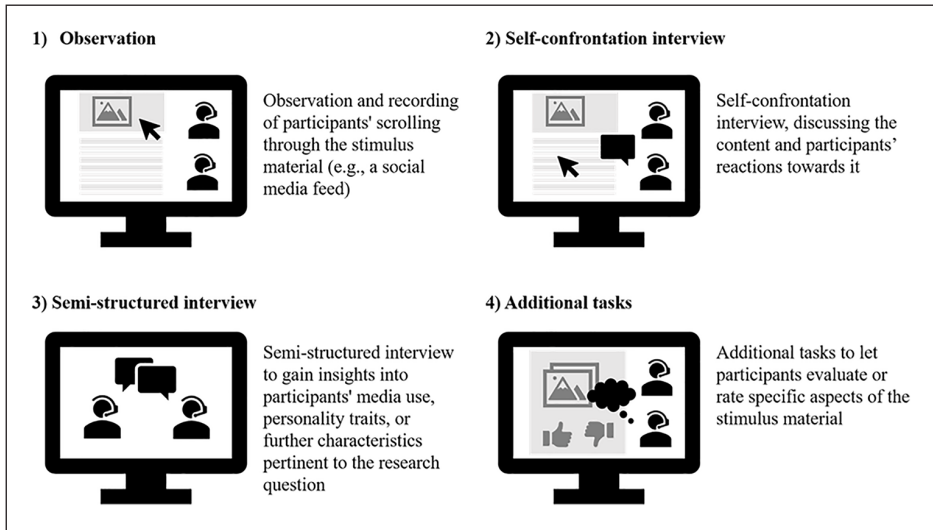 1) Observation
Observation and recording
of participants' scrolling
through the stimulus
material (e.g., a social
media feed)
2) Self-confrontation interview
Self-confrontation
interview, discussing the
content and participants’
reactions towards it
3) Semi-structured interview
Semi-structured interview
to gain insights into
participants' media use,
personality traits, or
further characteristics
pertinent to the research
question
4) Additional tasks
Additional tasks to let
participants evaluate or
rate specific aspects of the
stimulus material